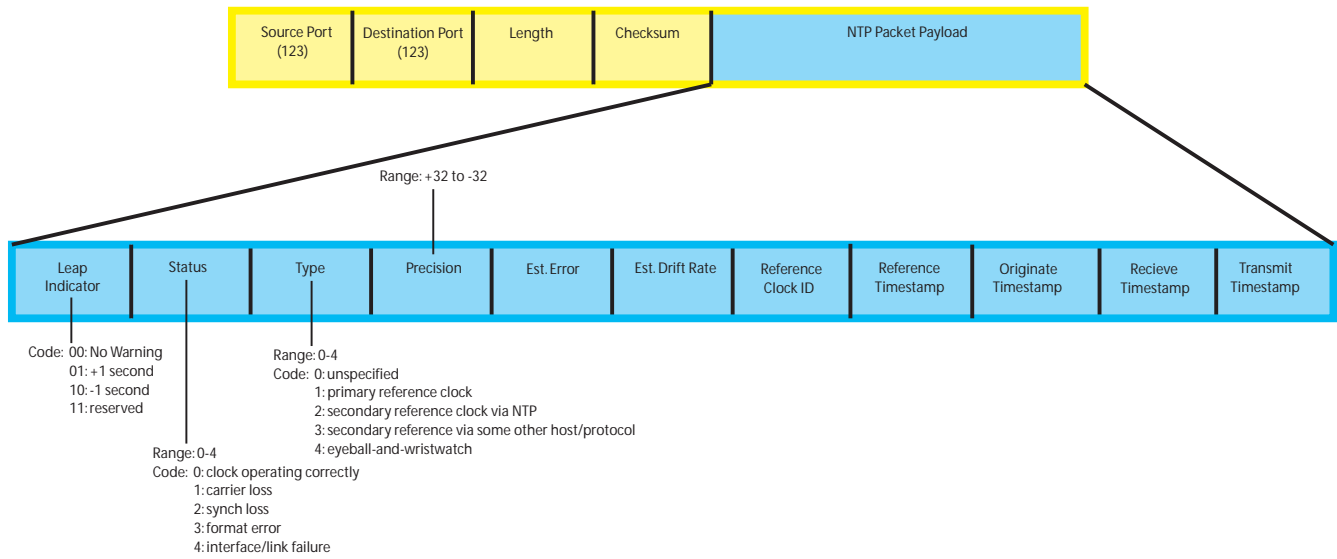 Source Port
(123)
Destination Port
(123)
Length
Checksum
NTP Packet Payload
Range: +32 to -32
Leap
Indicator
Status
Type
Precision
Est. Error
Est. Drift Rate
Reference
Clock ID
Reference
Timestamp
Originate
Timestamp
Recieve
Timestamp
Transmit
Timestamp
Code: 00: No Warning
01: +1 second
10: -1 second
11: reserved
Range: 0-4
Code: 0: unspecified
1: primary reference clock
2: secondary reference clock via NTP
3: secondary reference via some other host/protocol
4: eyeball-and-wristwatch
Range: 0-4
Code: 0: clock operating correctly
1: carrier loss
2: synch loss
3: format error
4: interface/link failure